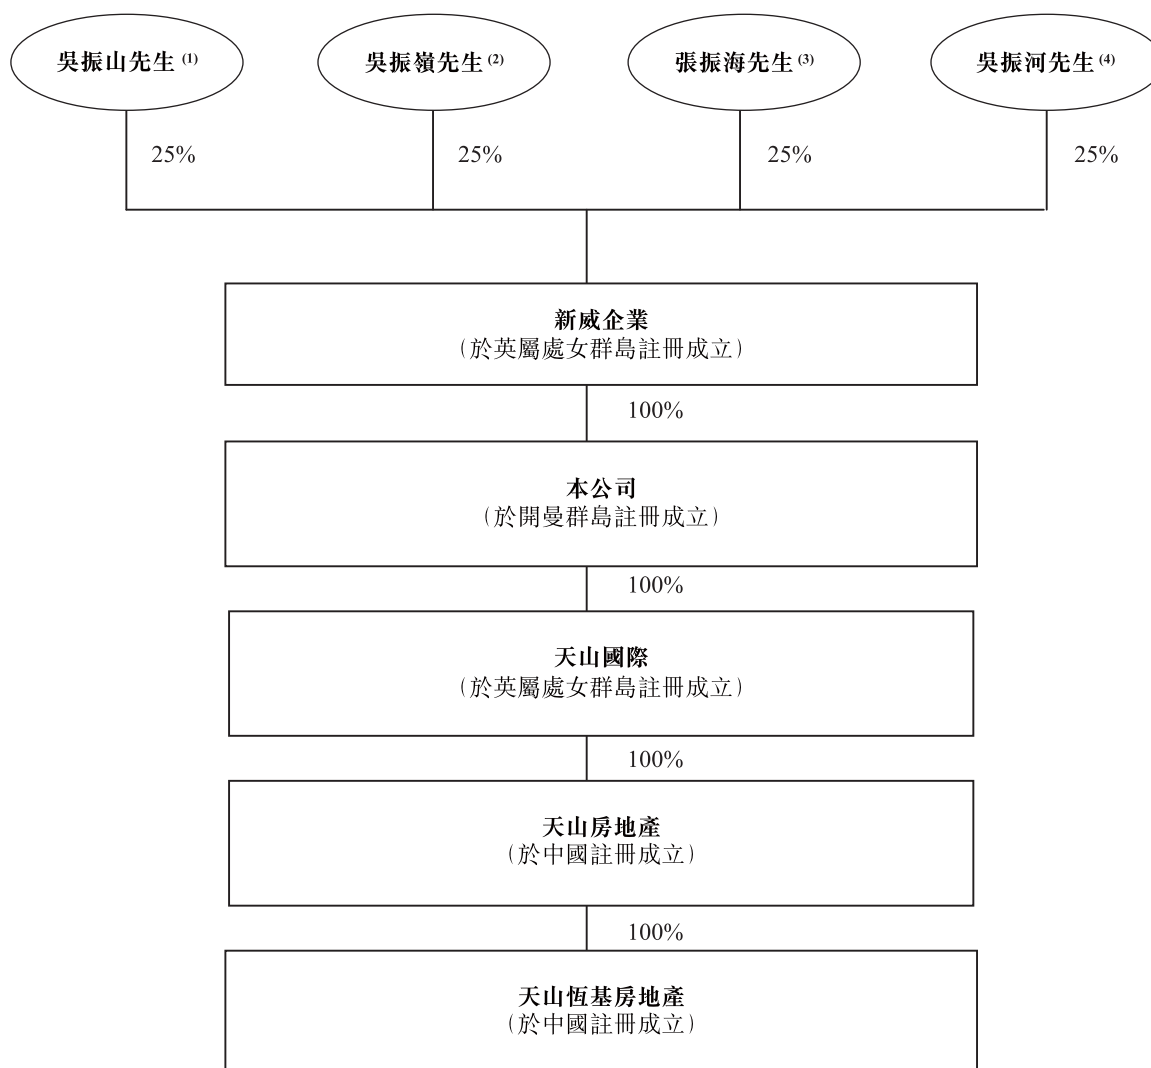 吳振山先生 (1)
吳振嶺先生 (2)
張振海先生 (3)
吳振河先生 (4)
25%
25%
25%
25%
新威企業
(於英屬處女群島註冊成立)
100%
本公司
(於開曼群島註冊成立)
100%
天山國際
(於英屬處女群島註冊成立)
100%
天山房地產
(於中國註冊成立)
100%
天山恆基房地產
(於中國註冊成立)